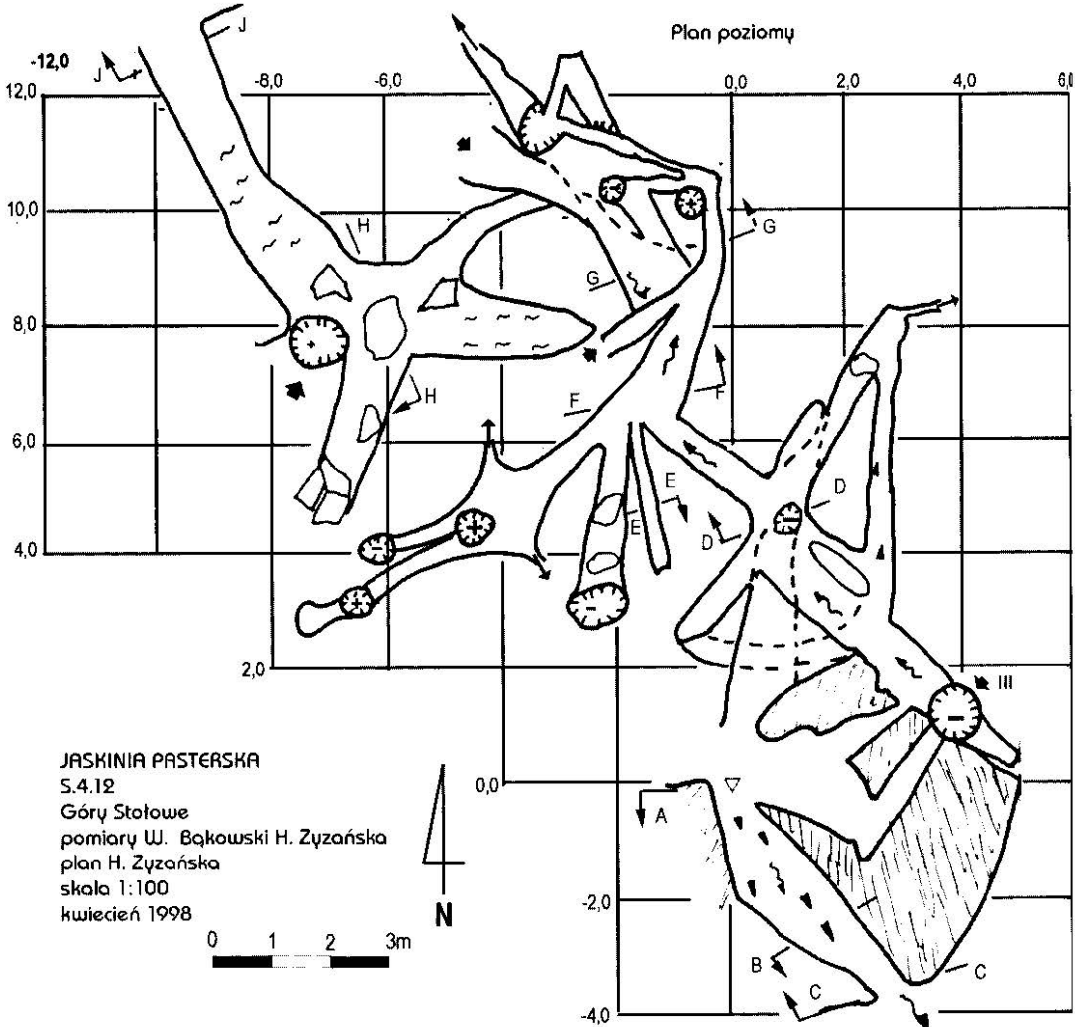 Plan poziomy
-12,0
-8,0
-6,0
0,0
2,0
4,0
6,0
12,0
10,0
8,0
6,0
4,0
2,0
0,0
-2,0
-4,0
J
J
H
H
G
G
F
F
E
E
D
D
III
A
B
C
C
JASKINIA PASTERSKA
S.4.12
Góry Stołowe
pomiary W. Bąkowski H. Zyzańska
plan H. Zyzańska
skala 1:100
kwiecień 1998
N
0 1 2 3m